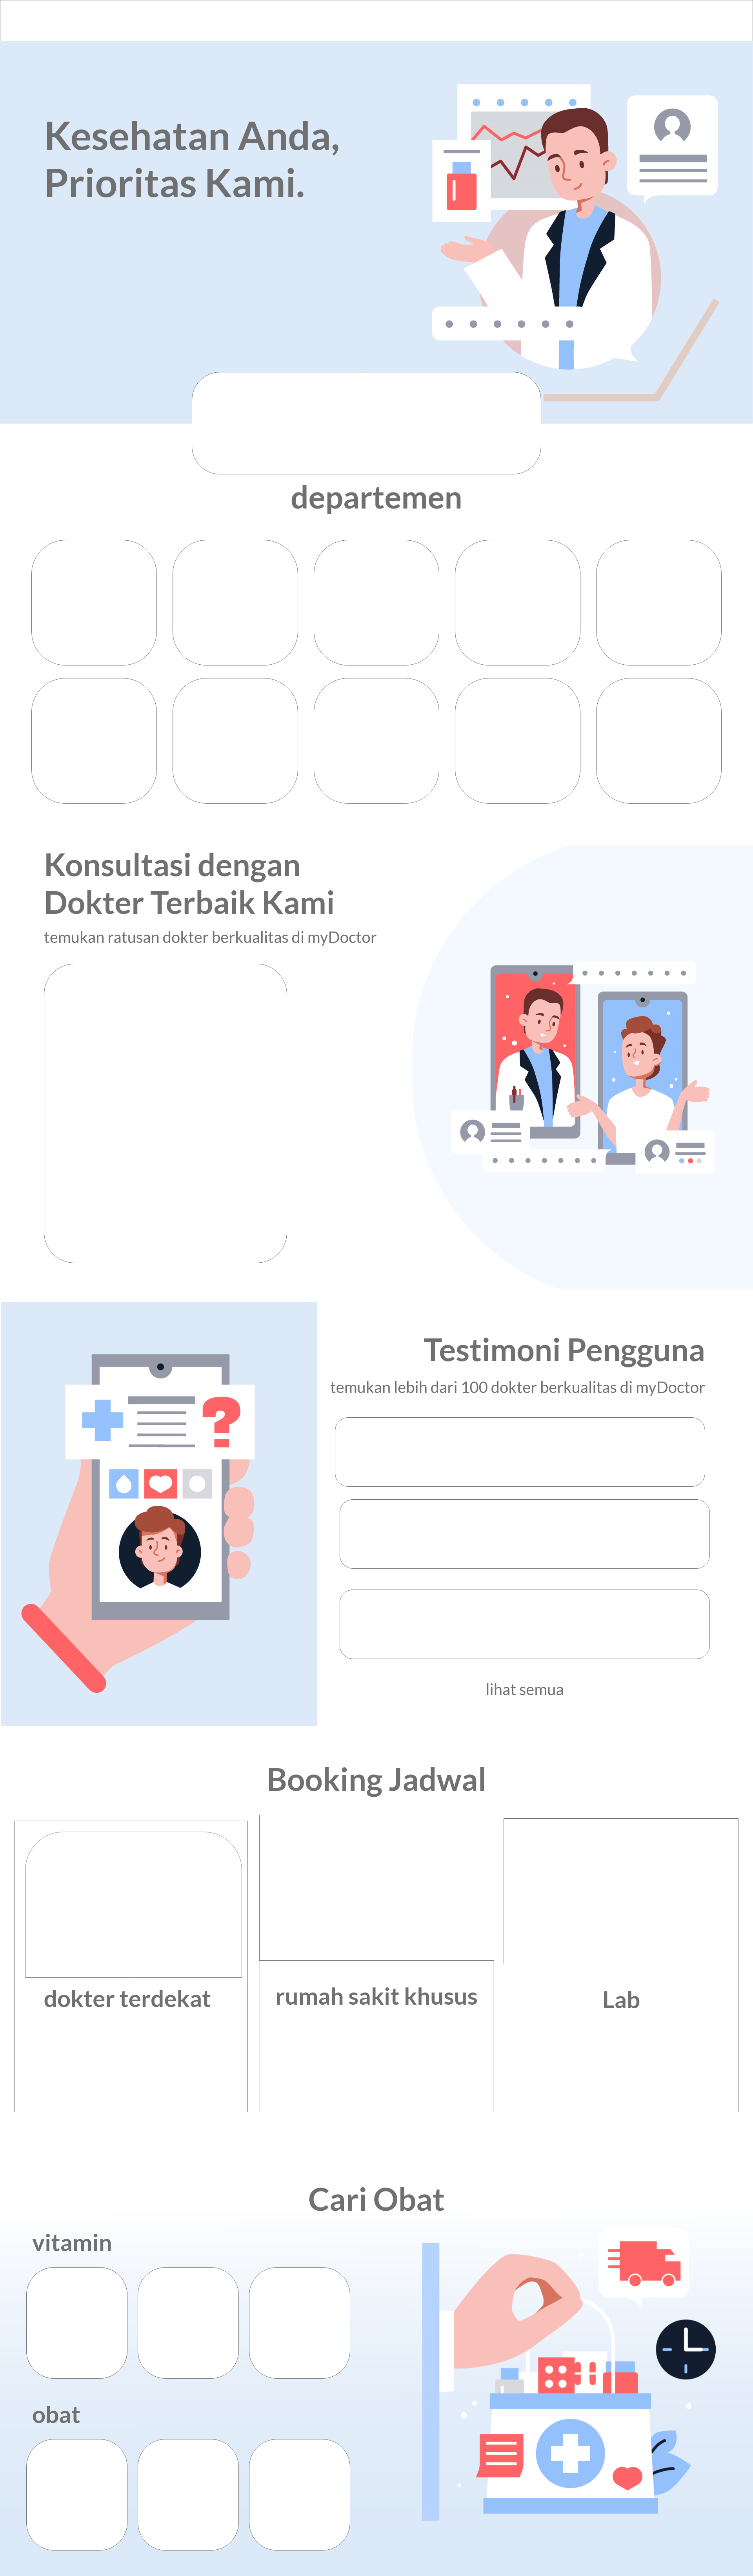 Kesehatan Anda,
Prioritas Kami.
departemen
Konsultasi dengan
Dokter Terbaik Kami
temukan ratusan dokter berkualitas di myDoctor
Testimoni Pengguna
temukan lebih dari 100 dokter berkualitas di myDoctor
?
lihat semua
Booking Jadwal
dokter terdekat
rumah sakit khusus
Lab
Cari Obat
vitamin
obat